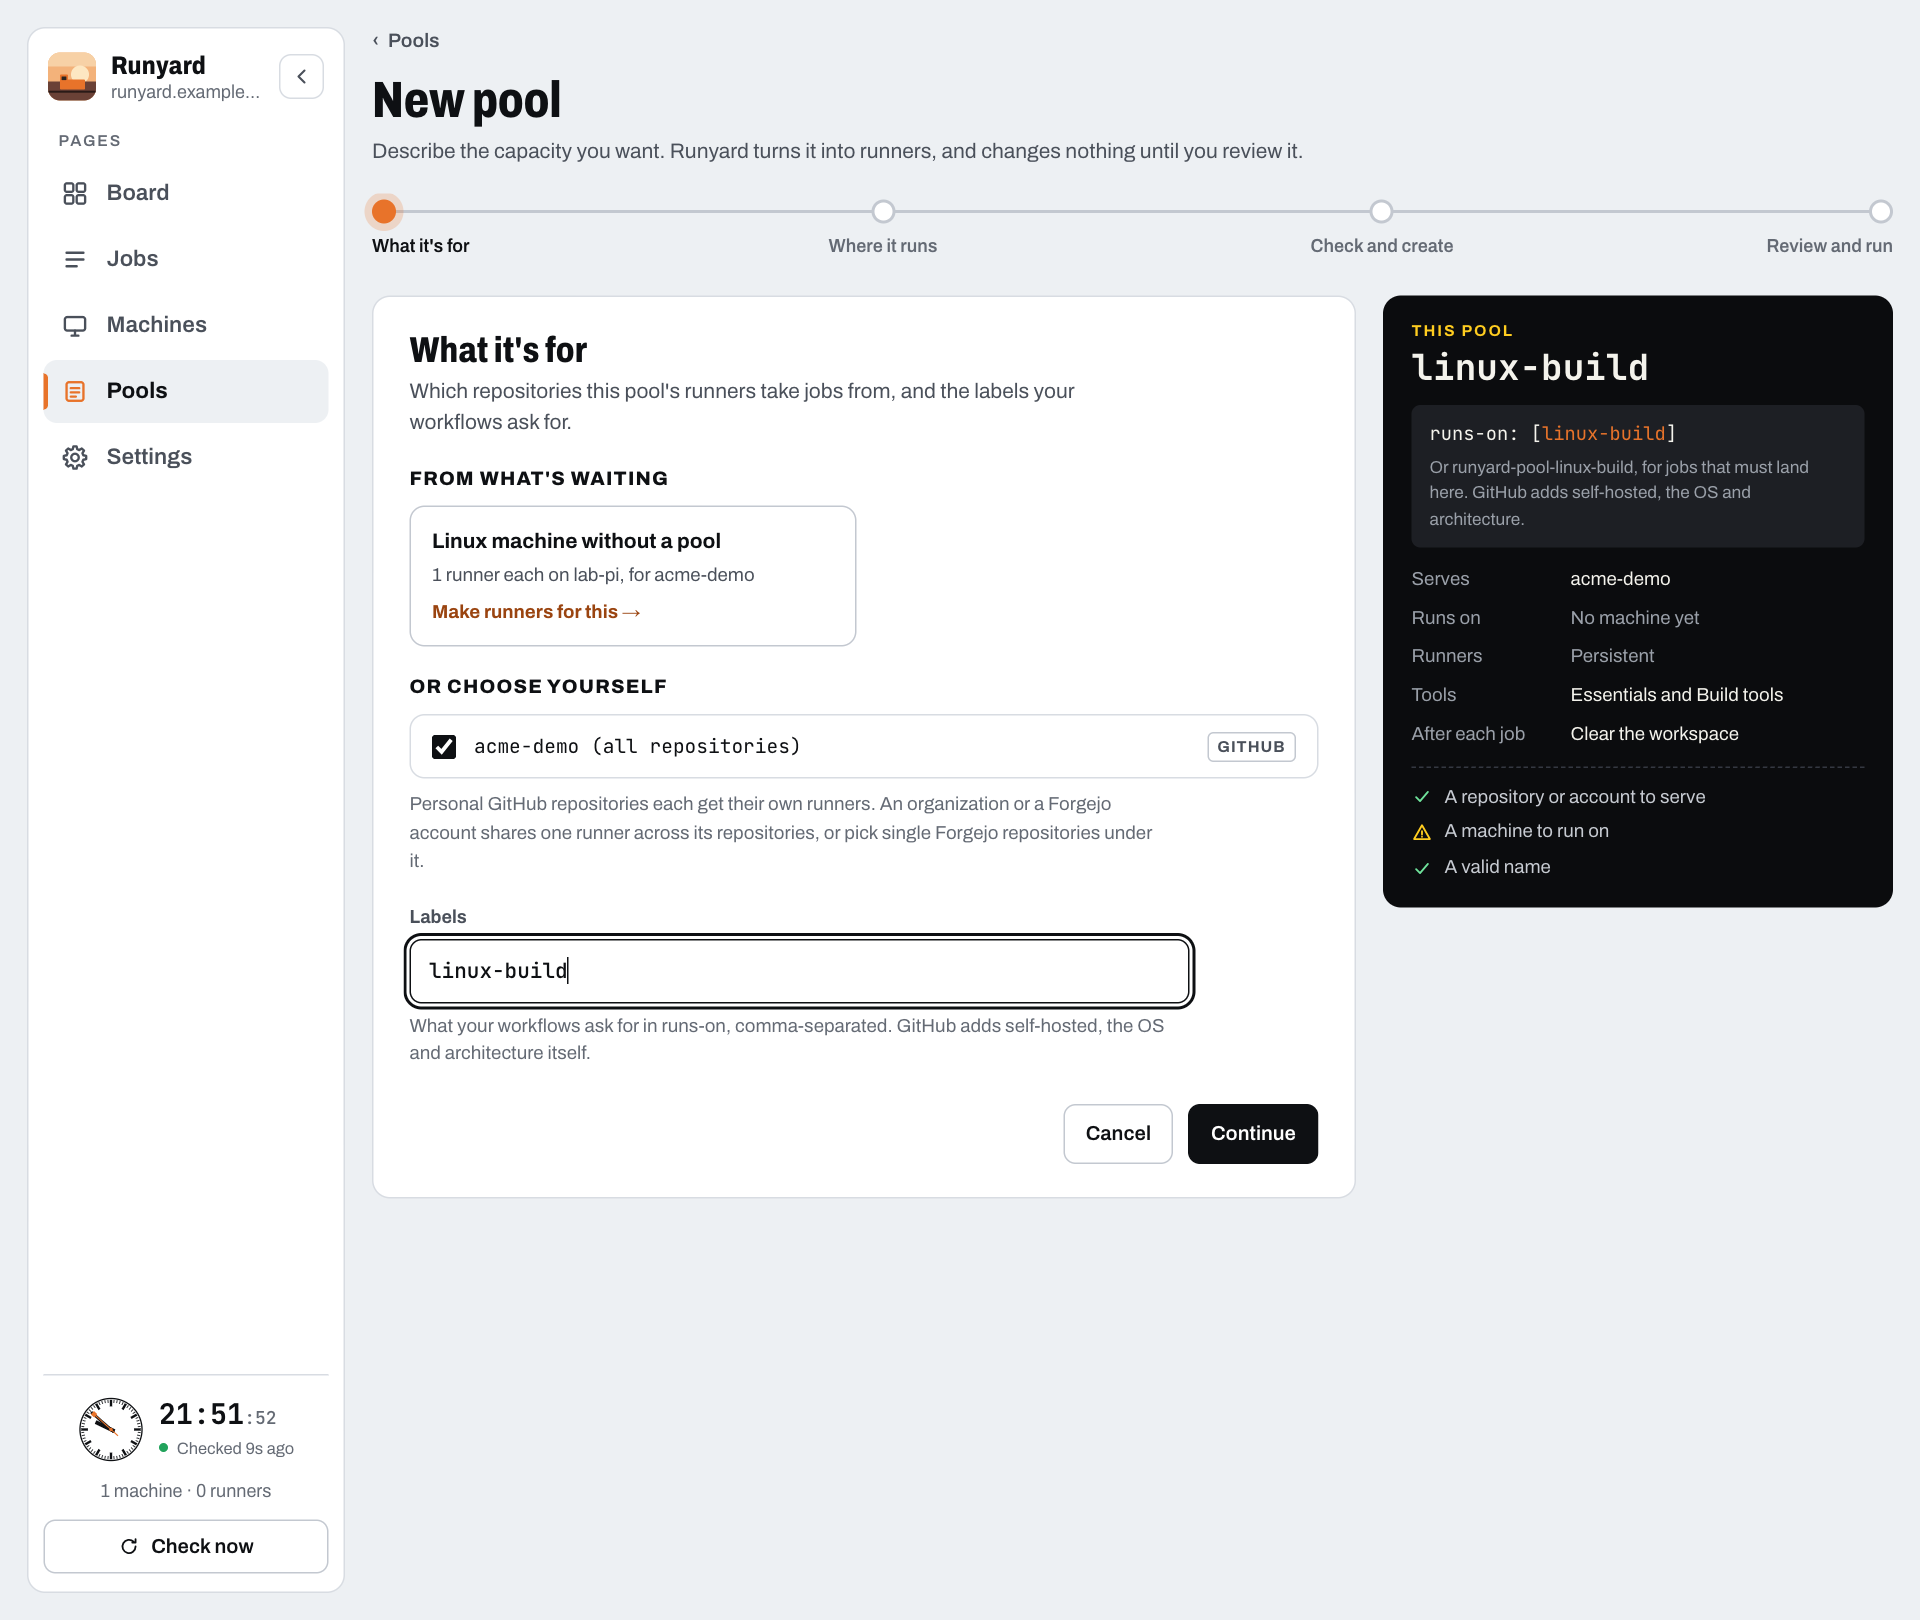 Runyard
runyard.example...
PAGES
Board
Jobs
Machines
Pools
Settings
21:51:52
Checked 9s ago
1 machine · 0 runners
Check now
‹ Pools
New pool
Describe the capacity you want. Runyard turns it into runners, and changes nothing until you review it.
What it's for
Where it runs
Check and create
Review and run
What it's for
Which repositories this pool's runners take jobs from, and the labels your
workflows ask for.
FROM WHAT'S WAITING
Linux machine without a pool
1 runner each on lab-pi, for acme-demo
Make runners for this →
OR CHOOSE YOURSELF
acme-demo (all repositories)
GITHUB
Personal GitHub repositories each get their own runners. An organization or a Forgejo
account shares one runner across its repositories, or pick single Forgejo repositories under
it.
Labels
linux-build
What your workflows ask for in runs-on, comma-separated. GitHub adds self-hosted, the OS
and architecture itself.
Cancel
Continue
THIS POOL
linux-build
runs-on: [linux-build]
Or runyard-pool-linux-build, for jobs that must land
here. GitHub adds self-hosted, the OS and
architecture.
Serves acme-demo
Runs on No machine yet
Runners Persistent
Tools Essentials and Build tools
After each job Clear the workspace
A repository or account to serve
A machine to run on
A valid name